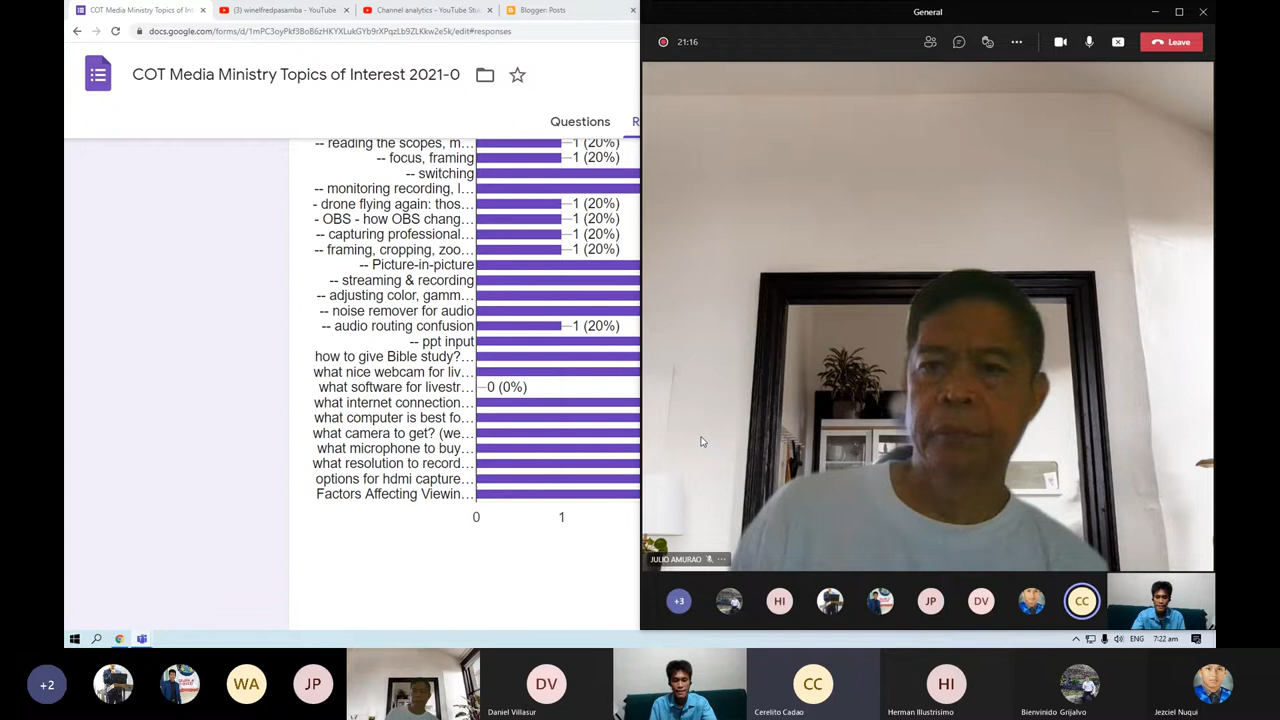 COT Media Ministry Topics of Int
(3) winelfredpasamba - YouTube
Channel analytics - YouTube Stu
Blogger: Posts
General
docs.google.com/forms/d/1mPC3oyPkf3BoB6zHKYXLukGYb9rXPqzLb9ZLKkw2e5k/edit#responses
21:16
Leave
COT Media Ministry Topics of Interest 2021-0
Questions
R
-- reading the scopes, m… 1 (20%)
-- focus, framing 1 (20%)
-- switching
-- monitoring recording, l…
- drone flying again: thos… 1 (20%)
- OBS - how OBS chang… 1 (20%)
-- capturing professional… 1 (20%)
-- framing, cropping, zoo… 1 (20%)
-- Picture-in-picture
-- streaming & recording
-- adjusting color, gamm…
-- noise remover for audio
-- audio routing confusion 1 (20%)
-- ppt input
how to give Bible study?…
what nice webcam for liv…
what software for livestr… 0 (0%)
what internet connection…
what computer is best fo…
what camera to get? (we…
what microphone to buy…
what resolution to record…
options for hdmi capture…
Factors Affecting Viewin…
0 1
JULIO AMURAO
+3 HI JP DV CC
ENG 7:22 am
+2 WA JP DV CC HI
Daniel Villasur Cerelito Cadao Herman Illustrisimo Bienvinido Grijalvo Jezciel Nuqui